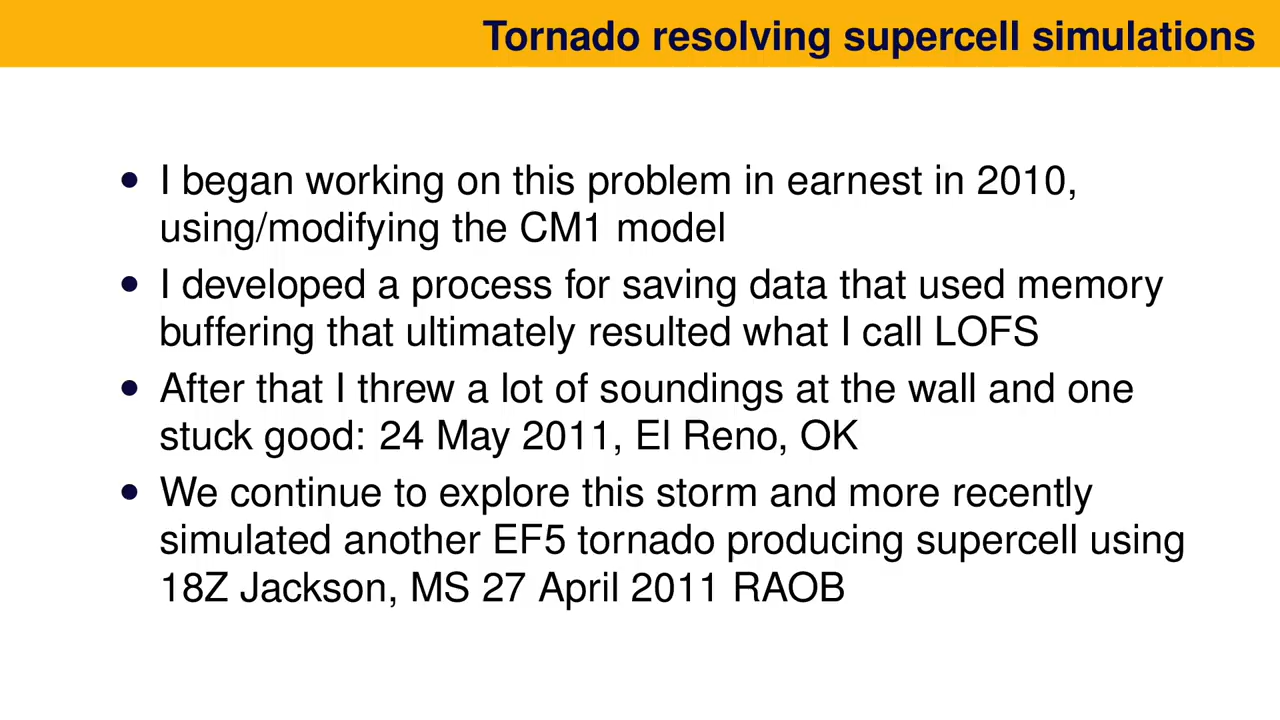 Tornado resolving supercell simulations
• I began working on this problem in earnest in 2010,
using/modifying the CM1 model
• I developed a process for saving data that used memory
buffering that ultimately resulted what I call LOFS
• After that I threw a lot of soundings at the wall and one
stuck good: 24 May 2011, El Reno, OK
• We continue to explore this storm and more recently
simulated another EF5 tornado producing supercell using
18Z Jackson, MS 27 April 2011 RAOB